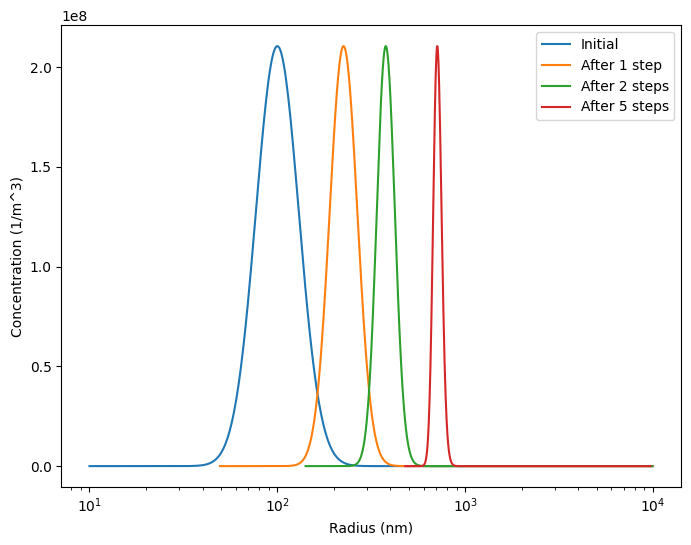 1e8
Initial
After 1 step
After 2 steps
After 5 steps
Concentration (1/m^3)
2.0
1.5
1.0
0.5
0.0
10^1
10^2
10^3
10^4
Radius (nm)